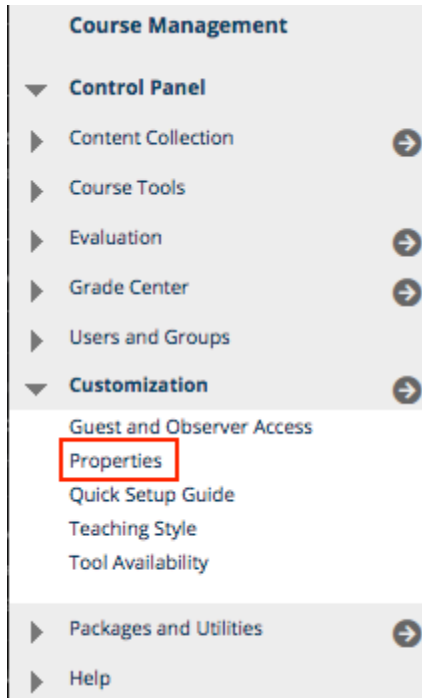 Course Management
Control Panel
Content Collection
Course Tools
Evaluation
Grade Center
Users and Groups
Customization
Guest and Observer Access
Properties
Quick Setup Guide
Teaching Style
Tool Availability
Packages and Utilities
Help